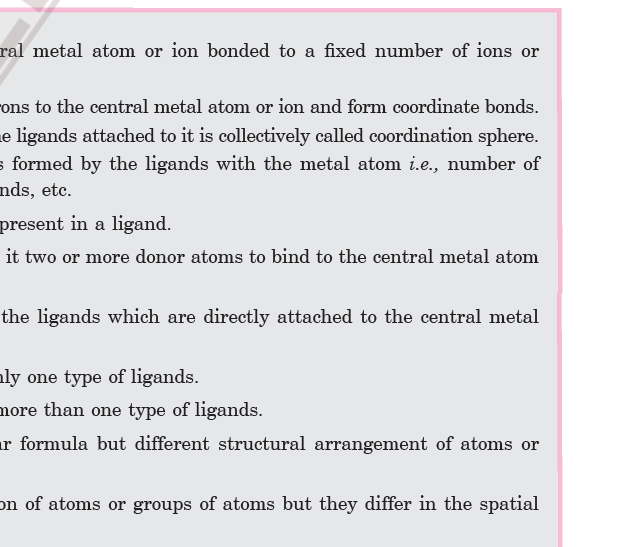 ral metal atom or ion bonded to a fixed number of ions or
rons to the central metal atom or ion and form coordinate bonds.
e ligands attached to it is collectively called coordination sphere.
s formed by the ligands with the metal atom i.e., number of
nds, etc.
present in a ligand.
it two or more donor atoms to bind to the central metal atom
the ligands which are directly attached to the central metal
nly one type of ligands.
more than one type of ligands.
ar formula but different structural arrangement of atoms or
on of atoms or groups of atoms but they differ in the spatial